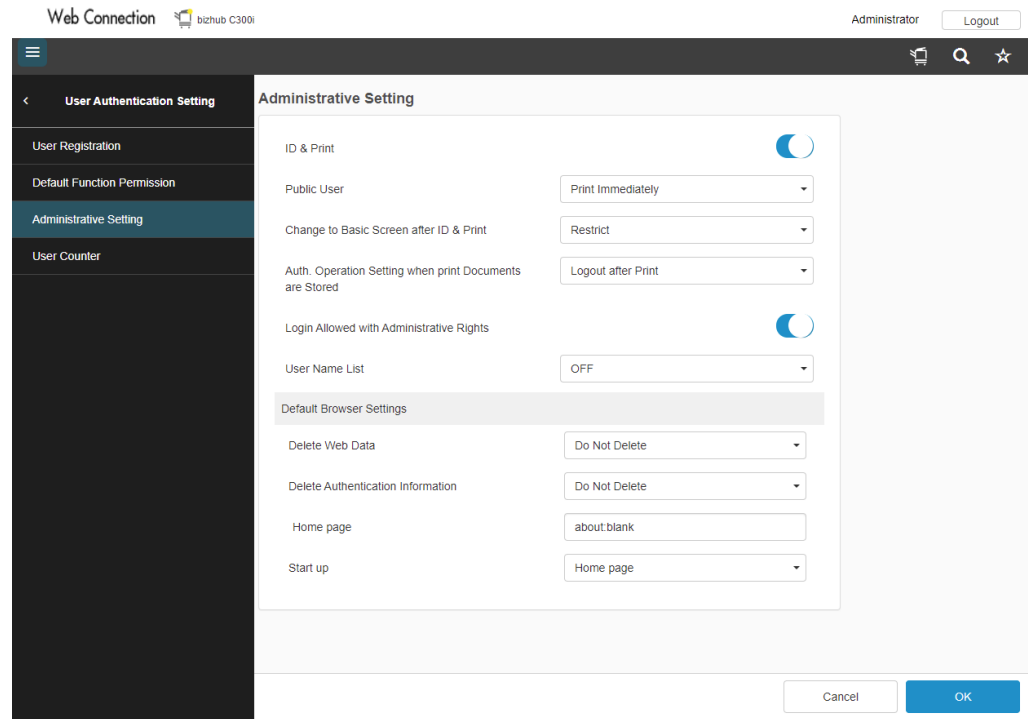 Web Connection
bizhub C300i
Administrator
Logout
User Authentication Setting
User Registration
Default Function Permission
Administrative Setting
User Counter
Administrative Setting
ID & Print
Public User
Print Immediately
Change to Basic Screen after ID & Print
Restrict
Auth. Operation Setting when print Documents
are Stored
Logout after Print
Login Allowed with Administrative Rights
User Name List
OFF
Default Browser Settings
Delete Web Data
Do Not Delete
Delete Authentication Information
Do Not Delete
Home page
about:blank
Start up
Home page
Cancel
OK